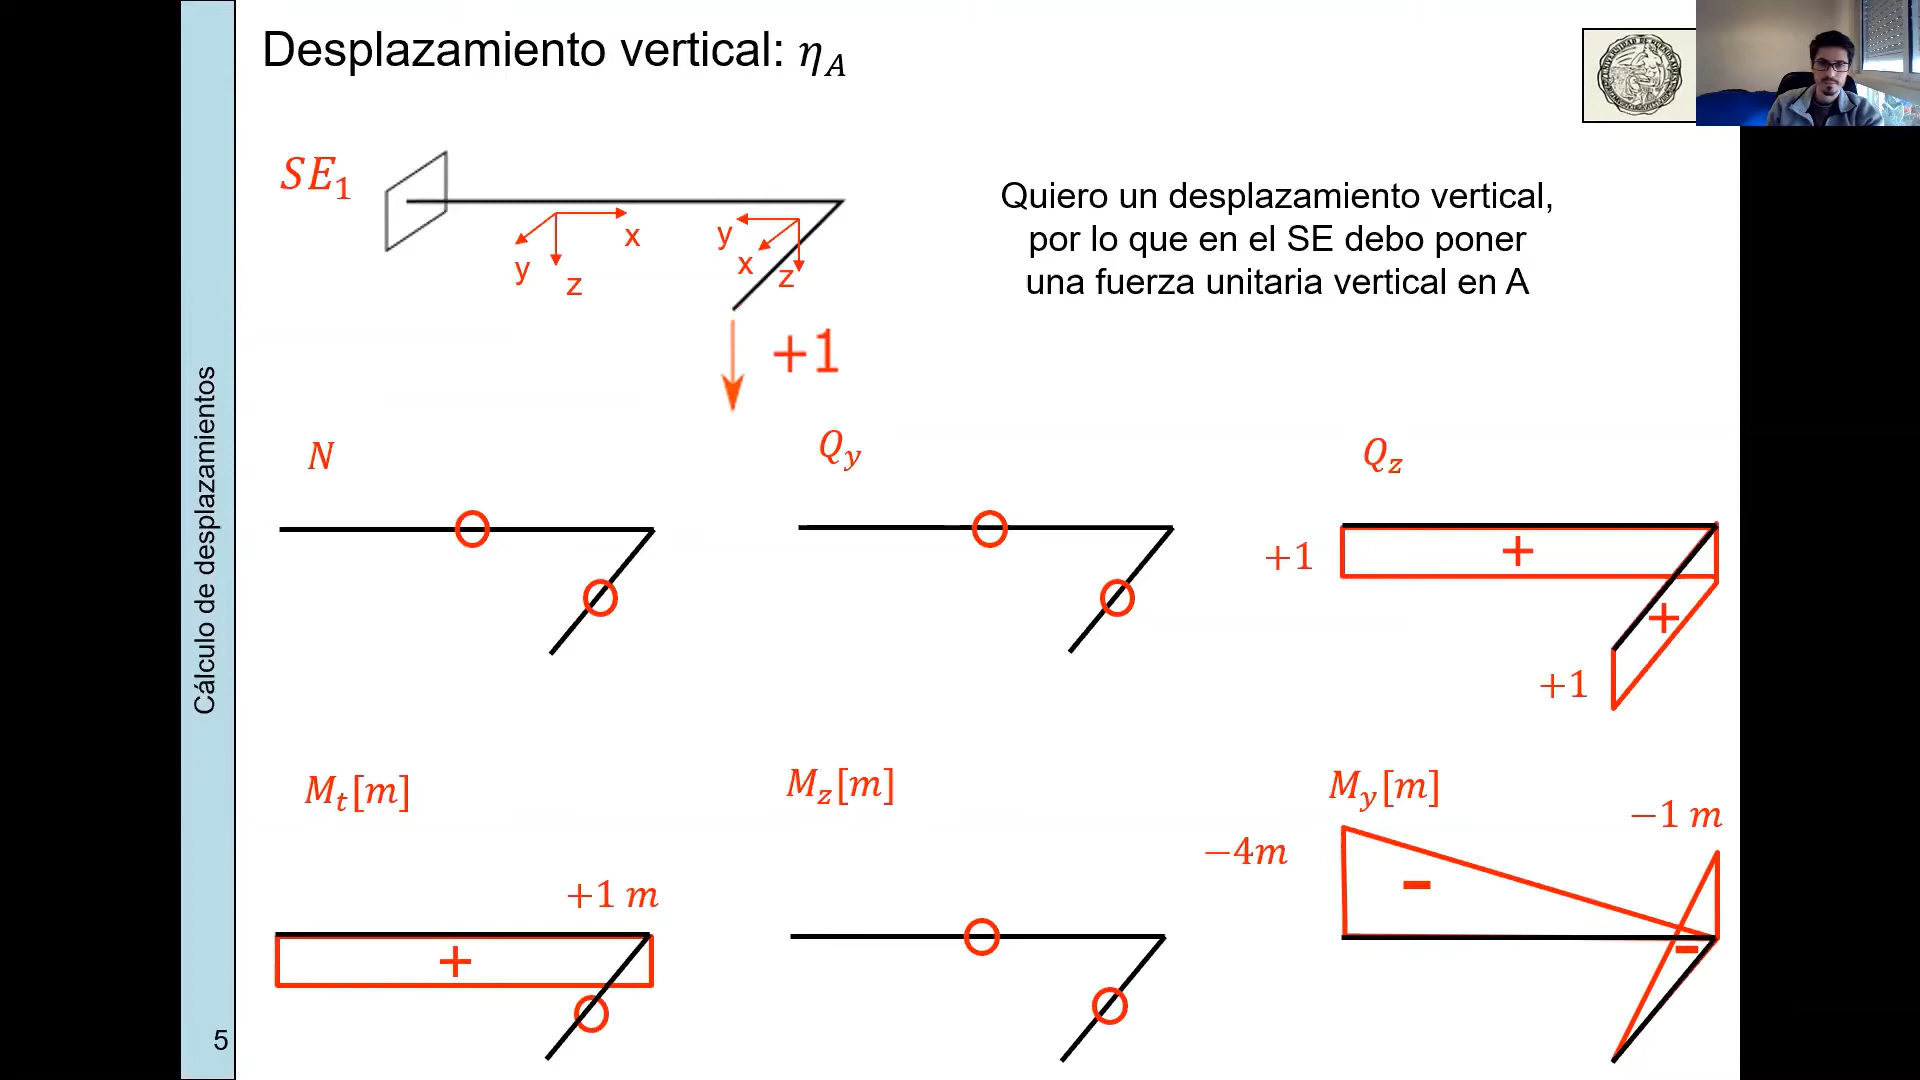 Desplazamiento vertical: η_A
SE₁
Quiero un desplazamiento vertical,
por lo que en el SE debo poner
una fuerza unitaria vertical en A
x
y
z
y
x
z
+1
Cálculo de desplazamientos
N
Q_y
Q_z
+1
+
+
+1
M_t[m]
M_z[m]
M_y[m]
−1 m
−4m
-
-
+1 m
+
5